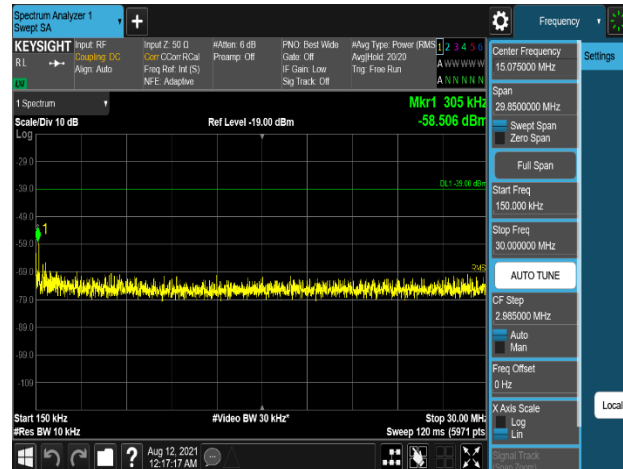 Spectrum Analyzer 1
Swept SA
Frequency
KEYSIGHT
Input: RF
Input Z: 50 Ω
#Atten: 6 dB
PNO: Best Wide
#Avg Type: Power (RMS
1 2 3 4 5 6
R L
Coupling: DC
Corr CCorr RCal
Preamp: Off
Gate: Off
Avg|Hold: 20/20
A W W W W W
Align: Auto
Freq Ref: Int (S)
IF Gain: Low
Trig: Free Run
NFE: Adaptive
Sig Track: Off
A N N N N N
1 Spectrum
Mkr1 305 kHz
Scale/Div 10 dB
Ref Level -19.00 dBm
-58.506 dBm
Log
-29.0
DL1 -39.00 dBm
-39.0
-49.0
1
-59.0
RMS
-69.0
-79.0
-89.0
-99.0
-109
Start 150 kHz
#Video BW 30 kHz*
Stop 30.00 MHz
#Res BW 10 kHz
Sweep 120 ms (5971 pts)
Aug 12, 2021
12:17:17 AM
Center Frequency
15.075000 MHz
Settings
Span
29.8500000 MHz
Swept Span
Zero Span
Full Span
Start Freq
150.000 kHz
Stop Freq
30.000000 MHz
AUTO TUNE
CF Step
2.985000 MHz
Auto
Man
Freq Offset
0 Hz
X Axis Scale
Log
Lin
Local
Signal Track
(Span Zoom)